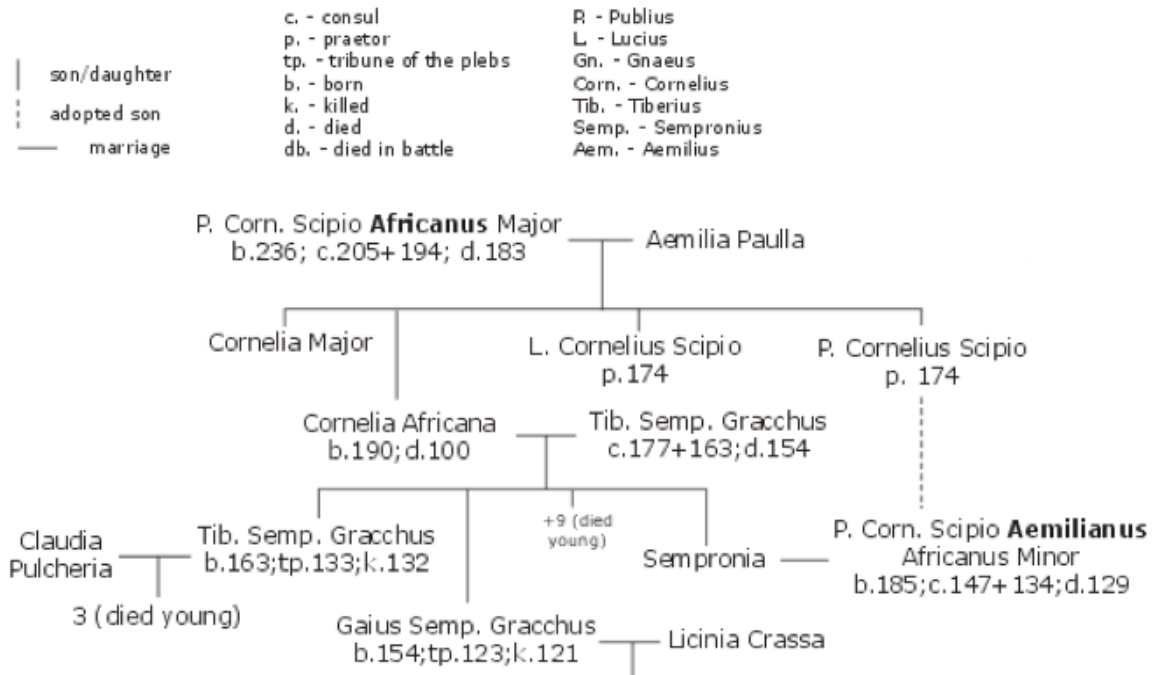 c. - consul
p. - praetor
tp. - tribune of the plebs
b. - born
k. - killed
d. - died
db. - died in battle
P. - Publius
L. - Lucius
Gn. - Gnaeus
Corn. - Cornelius
Tib. - Tiberius
Semp. - Sempronius
Aem. - Aemilius
son/daughter
adopted son
marriage
P. Corn. Scipio Africanus Major
b.236; c.205+194; d.183
Aemilia Paulla
Cornelia Major
L. Cornelius Scipio
p.174
P. Cornelius Scipio
p. 174
Cornelia Africana
b.190;d.100
Tib. Semp. Gracchus
c.177+163;d.154
Claudia
Pulcheria
Tib. Semp. Gracchus
b.163;tp.133;k.132
+9 (died
young)
Sempronia
P. Corn. Scipio Aemilianus
Africanus Minor
b.185;c.147+134;d.129
3 (died young)
Gaius Semp. Gracchus
b.154;tp.123;k.121
Licinia Crassa